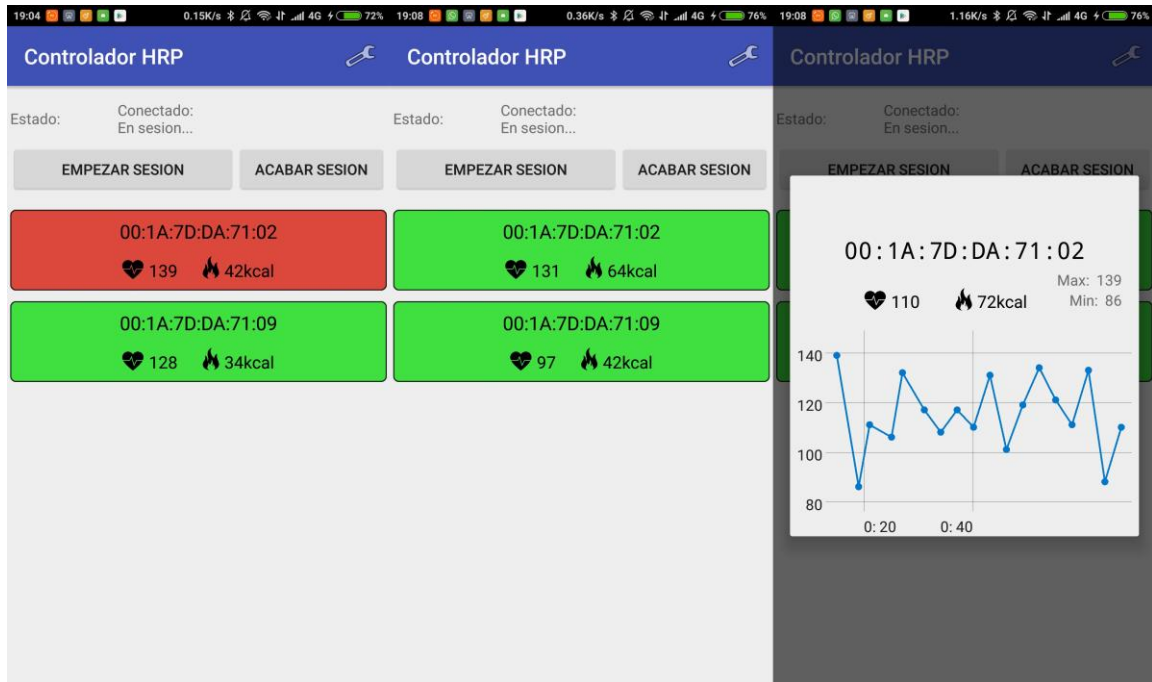 19:04 0.15K/s 4G 72%
Controlador HRP
Estado:
Conectado:
En sesion...
EMPEZAR SESION ACABAR SESION
00:1A:7D:DA:71:02
139 42kcal
00:1A:7D:DA:71:09
128 34kcal
19:08 0.36K/s 4G 76%
Controlador HRP
Estado:
Conectado:
En sesion...
EMPEZAR SESION ACABAR SESION
00:1A:7D:DA:71:02
131 64kcal
00:1A:7D:DA:71:09
97 42kcal
19:08 1.16K/s 4G 76%
Controlador HRP
Estado:
Conectado:
En sesion...
EMPEZAR SESION ACABAR SESION
00:1A:7D:DA:71:02
Max: 139
110 72kcal Min: 86
140
120
100
80
0:20 0:40